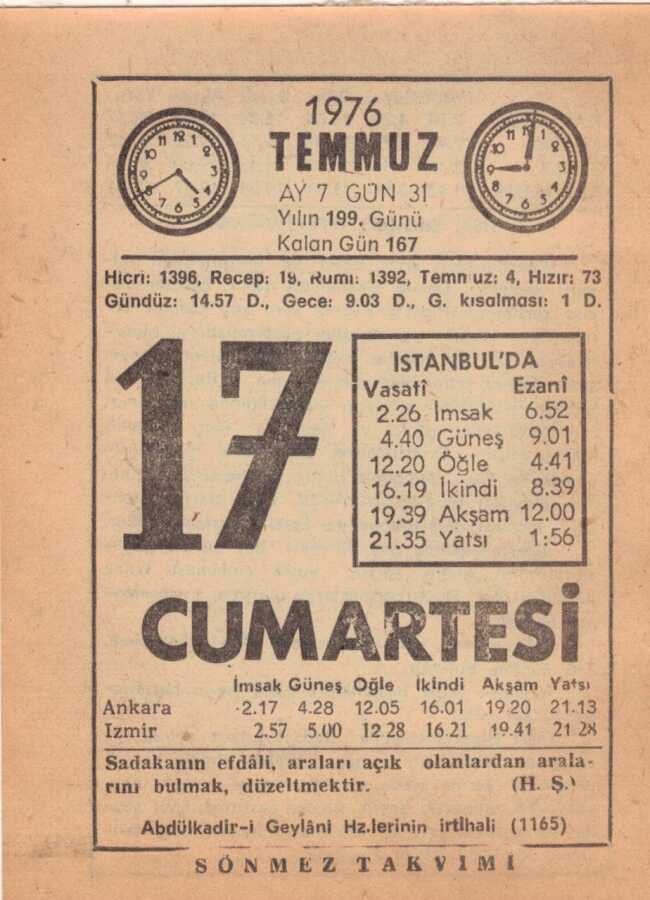 1976
TEMMUZ
AY 7 GÜN 31
Yılın 199. Günü
Kalan Gün 167
Hicri: 1396, Recep: 19, Rumi: 1392, Temmuz: 4, Hızır: 73
Gündüz: 14.57 D., Gece: 9.03 D., G. kısalması: 1 D.
17
İSTANBUL'DA
Vasatî Ezanî
2.26 İmsak 6.52
4.40 Güneş 9.01
12.20 Öğle 4.41
16.19 İkindi 8.39
19.39 Akşam 12.00
21.35 Yatsı 1:56
CUMARTESİ
İmsak Güneş Öğle İkindi Akşam Yatsı
Ankara 2.17 4.28 12.05 16.01 19.20 21.13
Izmir 2.57 5.00 12 28 16.21 19.41 21 28
Sadakanın efdâli, araları açık olanlardan arala-
rını bulmak, düzeltmektir. (H. Ş.)
Abdülkadir-i Geylâni Hz.lerinin irtihali (1165)
SÖNMEZ TAKVİMİ